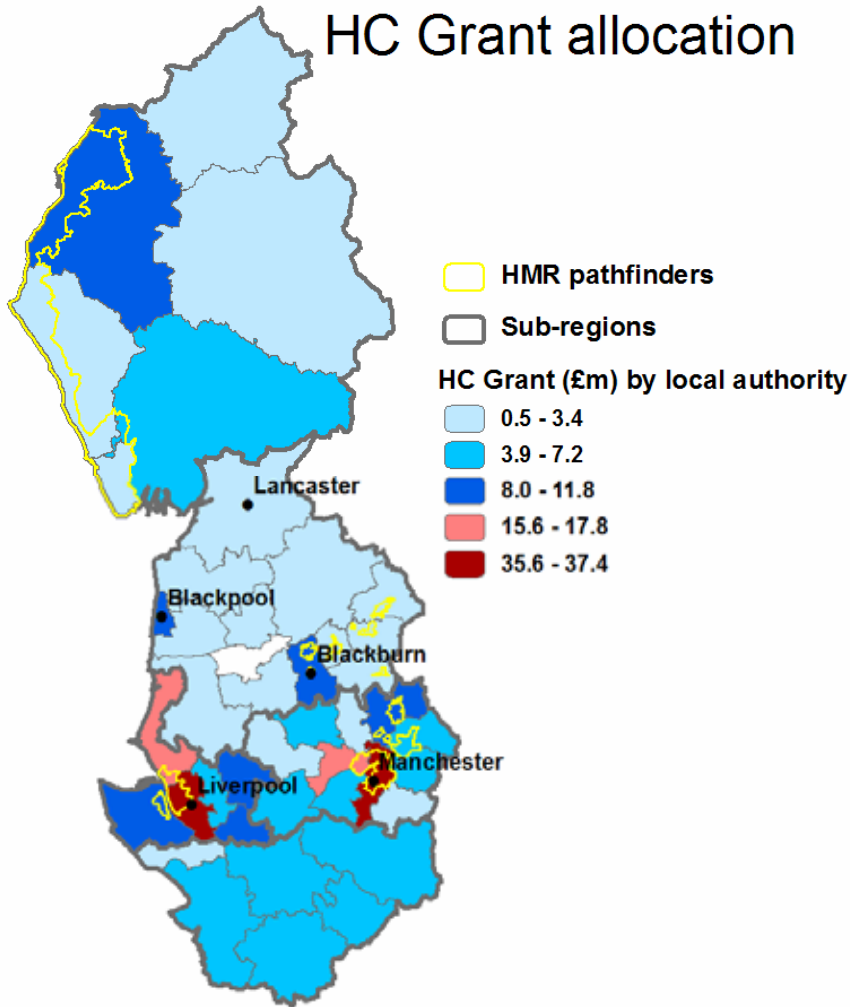 HC Grant allocation
HMR pathfinders
Sub-regions
HC Grant (£m) by local authority
0.5 - 3.4
3.9 - 7.2
8.0 - 11.8
15.6 - 17.8
35.6 - 37.4
Lancaster
Blackpool
Blackburn
Manchester
Liverpool